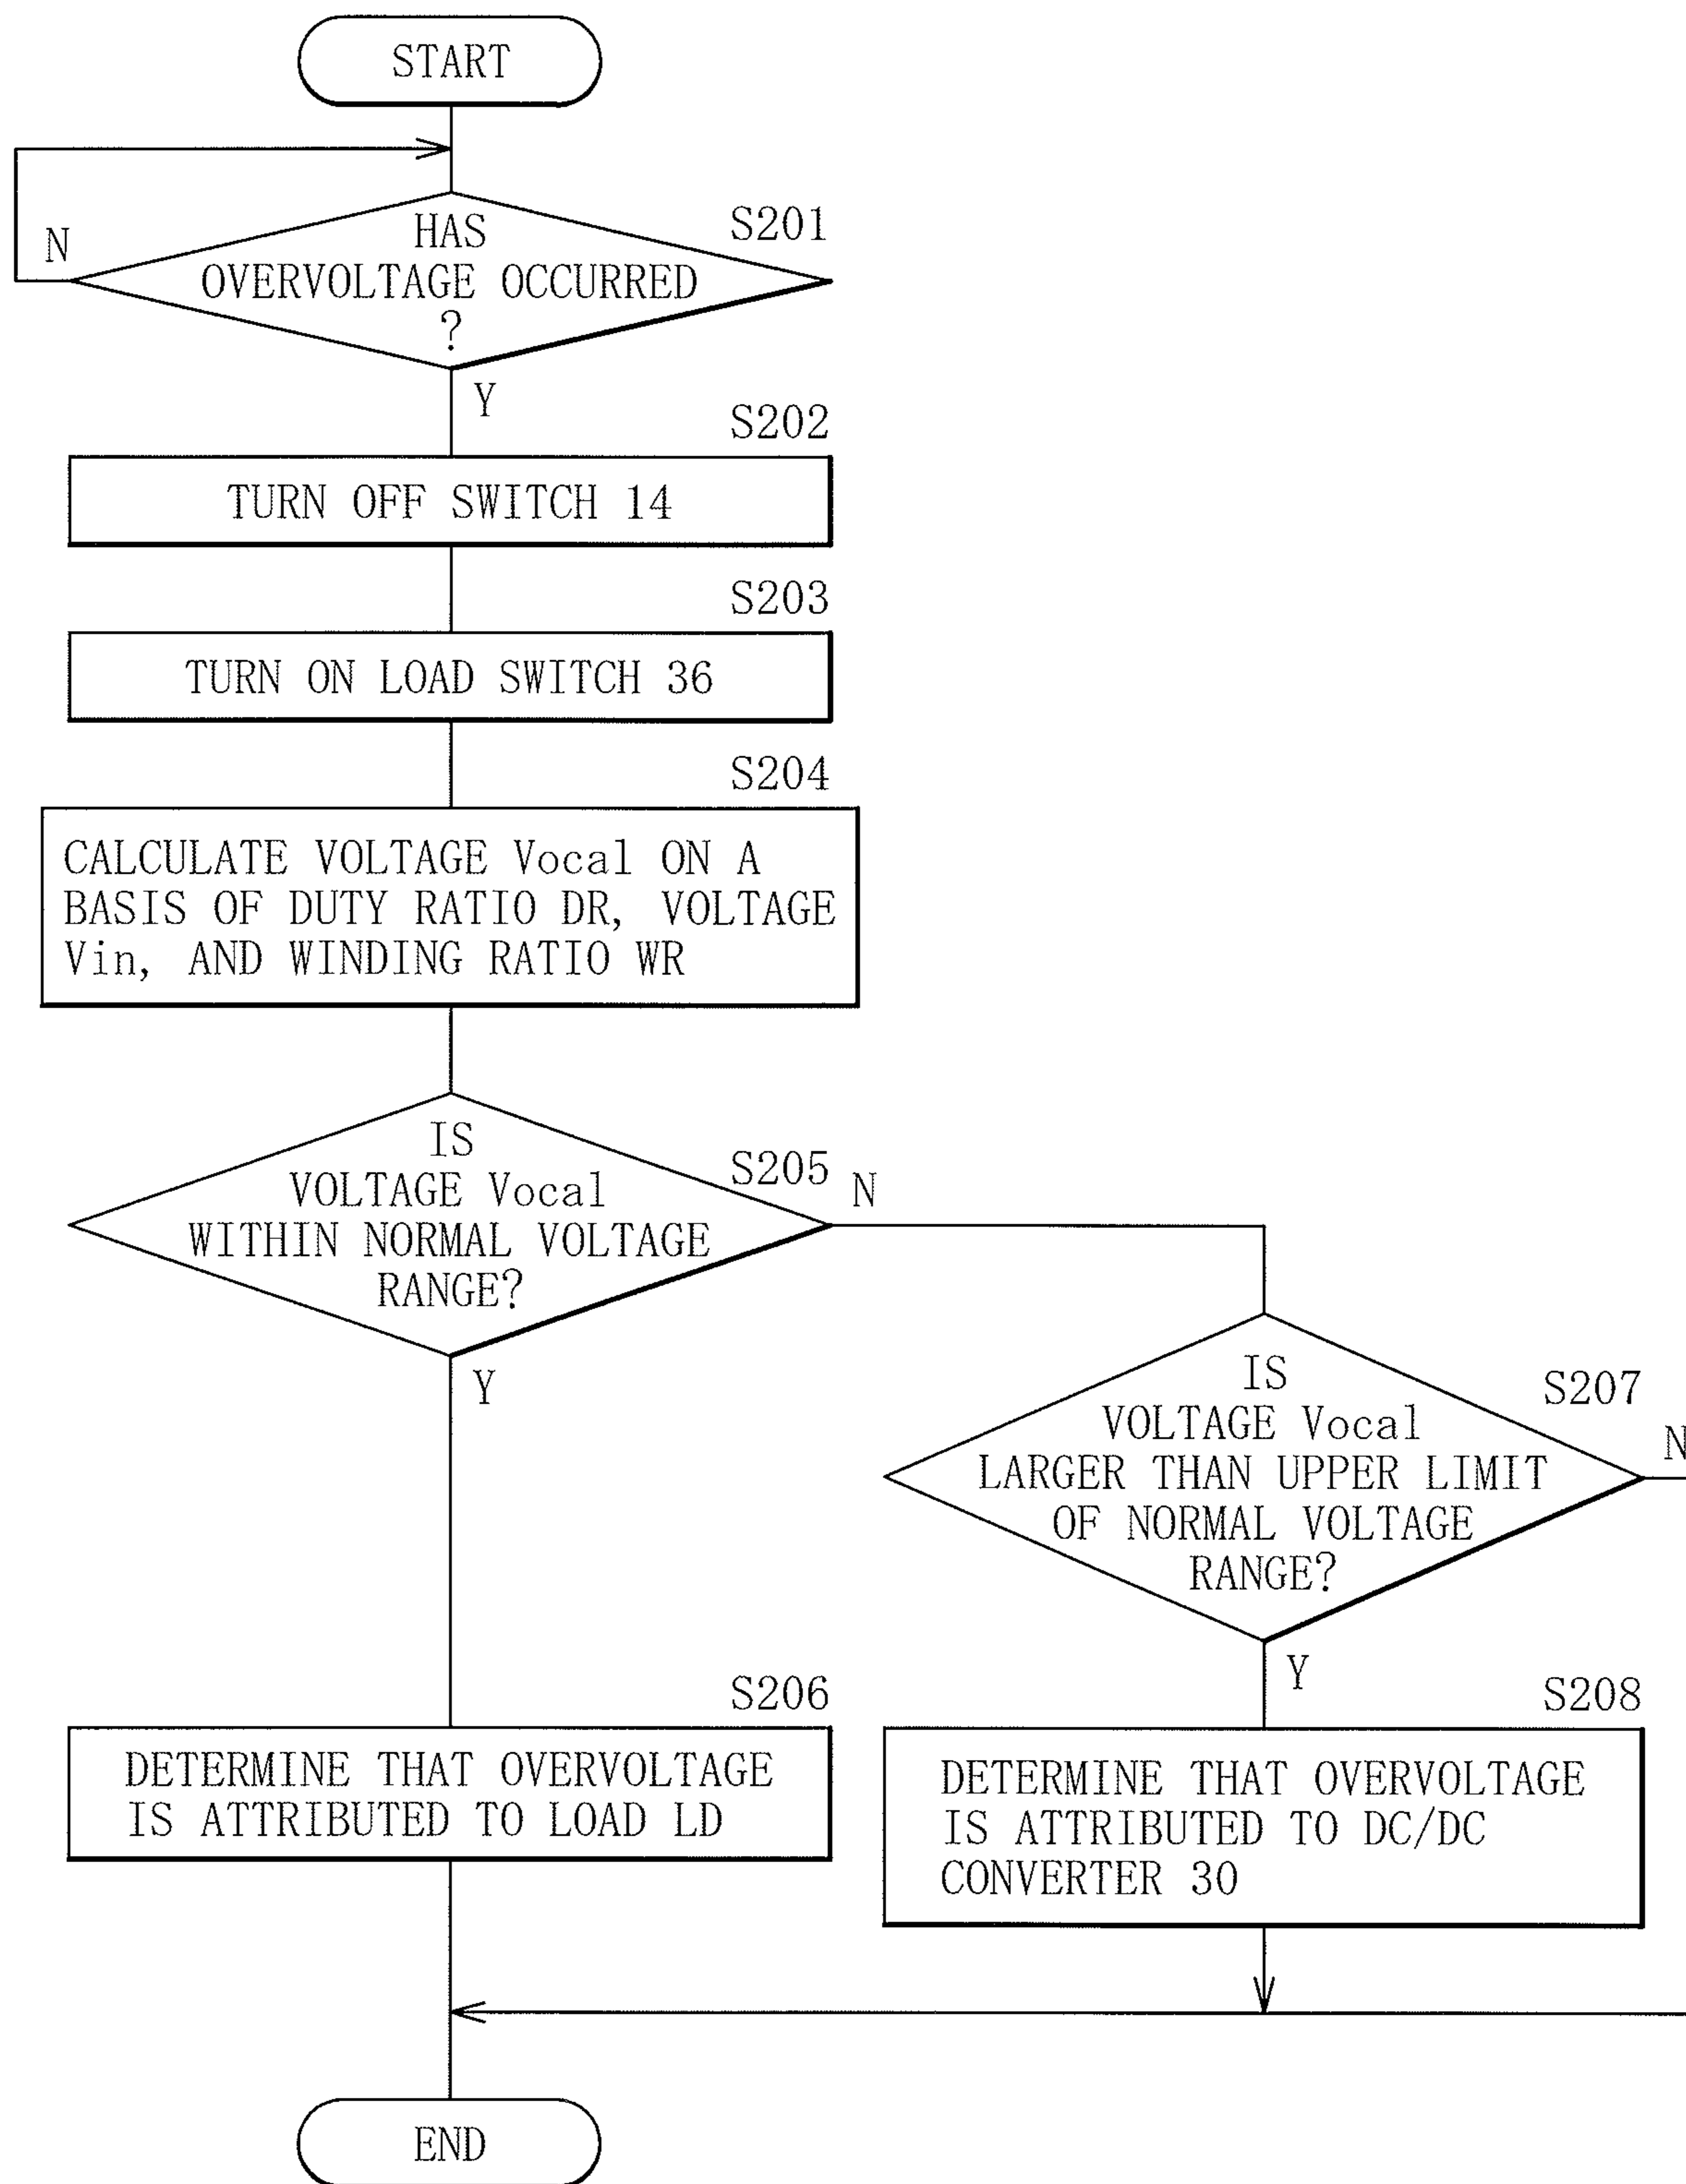 START
N
S201
HAS
OVERVOLTAGE OCCURRED
?
Y
S202
TURN OFF SWITCH 14
S203
TURN ON LOAD SWITCH 36
S204
CALCULATE VOLTAGE Vocal ON A
BASIS OF DUTY RATIO DR, VOLTAGE
Vin, AND WINDING RATIO WR
S205
IS
VOLTAGE Vocal
WITHIN NORMAL VOLTAGE
RANGE?
N
Y
S207
IS
VOLTAGE Vocal
LARGER THAN UPPER LIMIT
OF NORMAL VOLTAGE
RANGE?
N
Y
S206
DETERMINE THAT OVERVOLTAGE
IS ATTRIBUTED TO LOAD LD
S208
DETERMINE THAT OVERVOLTAGE
IS ATTRIBUTED TO DC/DC
CONVERTER 30
END